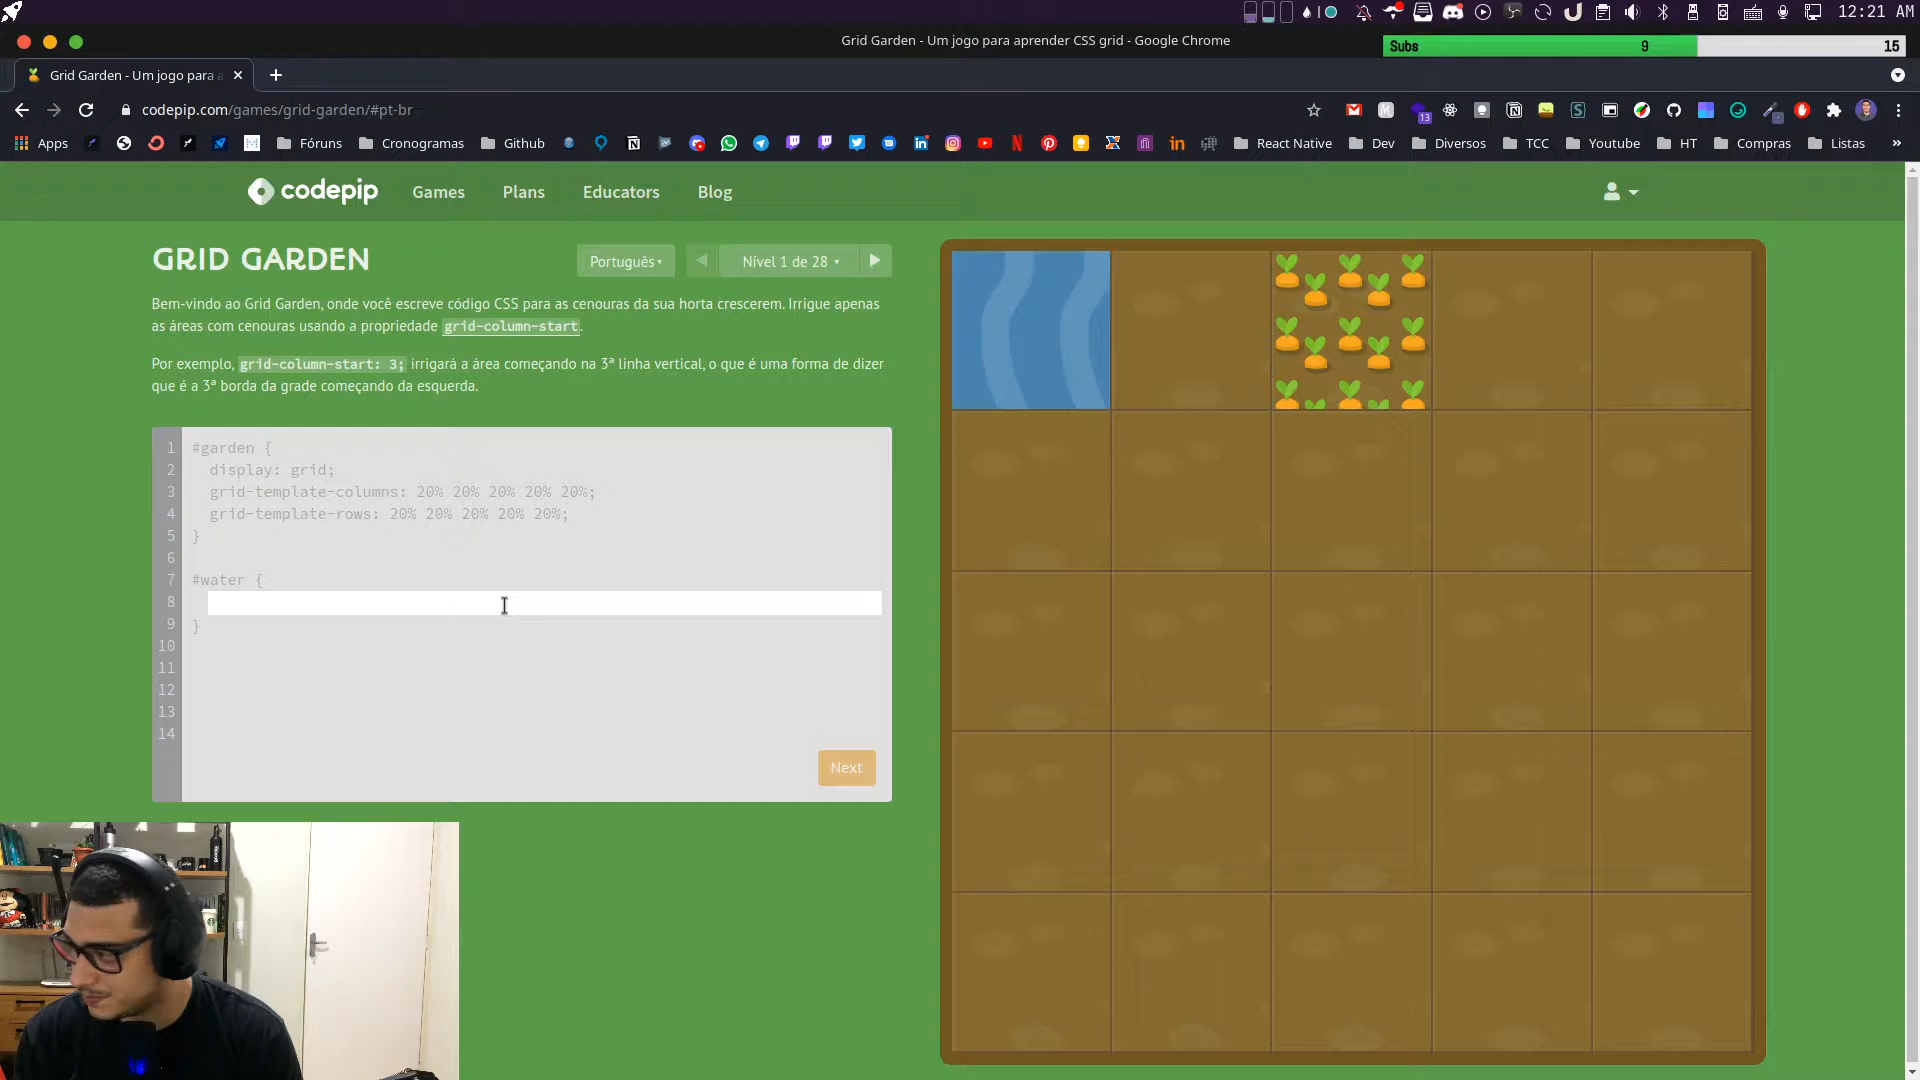 12:21 AM
Grid Garden - Um jogo para aprender CSS grid - Google Chrome
Subs 9 15
Grid Garden - Um jogo para a
codepip.com/games/grid-garden/#pt-br
13
Apps
Fóruns
Cronogramas
Github
React Native
Dev
Diversos
TCC
Youtube
HT
Compras
Listas
»
codepip
Games
Plans
Educators
Blog
GRID GARDEN
Português
Nível 1 de 28
Bem-vindo ao Grid Garden, onde você escreve código CSS para as cenouras da sua horta crescerem. Irrigue apenas
as áreas com cenouras usando a propriedade grid-column-start.
Por exemplo, grid-column-start: 3; irrigará a área começando na 3ª linha vertical, o que é uma forma de dizer
que é a 3ª borda da grade começando da esquerda.
1 #garden {
2 display: grid;
3 grid-template-columns: 20% 20% 20% 20% 20%;
4 grid-template-rows: 20% 20% 20% 20% 20%;
5 }
6
7 #water {
8
9 }
10
11
12
13
14
Next